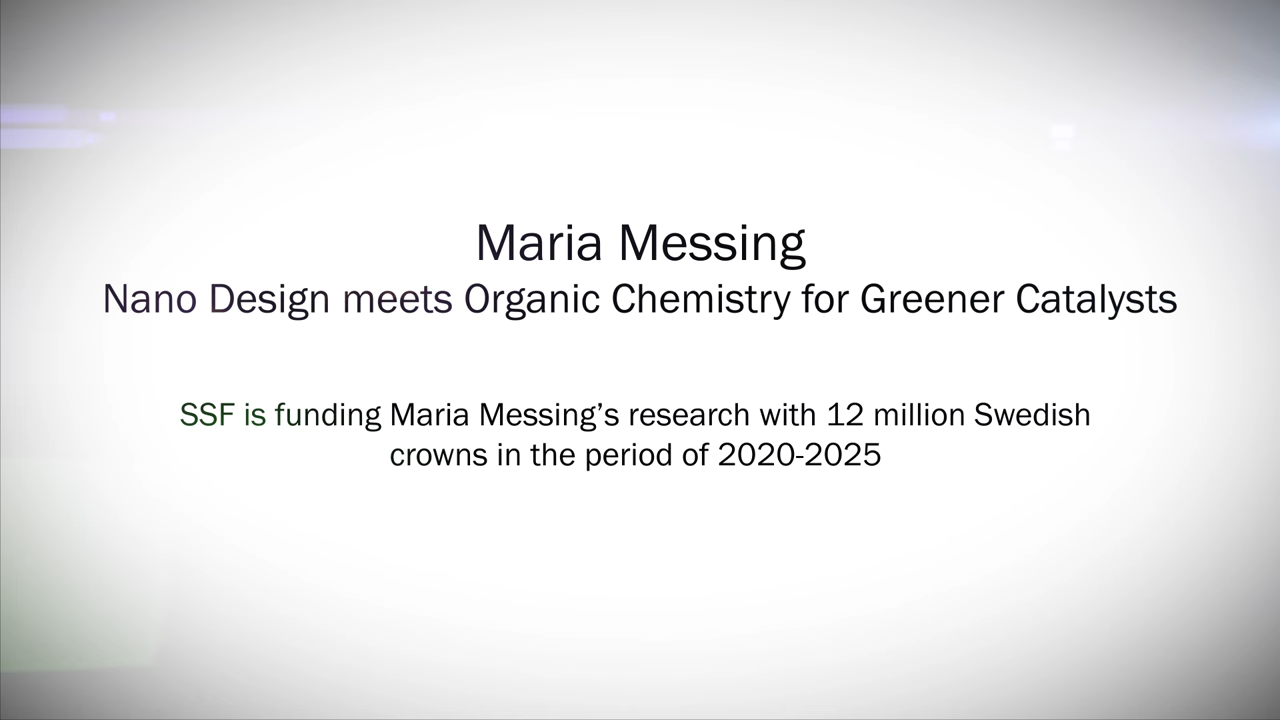 Maria Messing
Nano Design meets Organic Chemistry for Greener Catalysts
SSF is funding Maria Messing’s research with 12 million Swedish
crowns in the period of 2020-2025